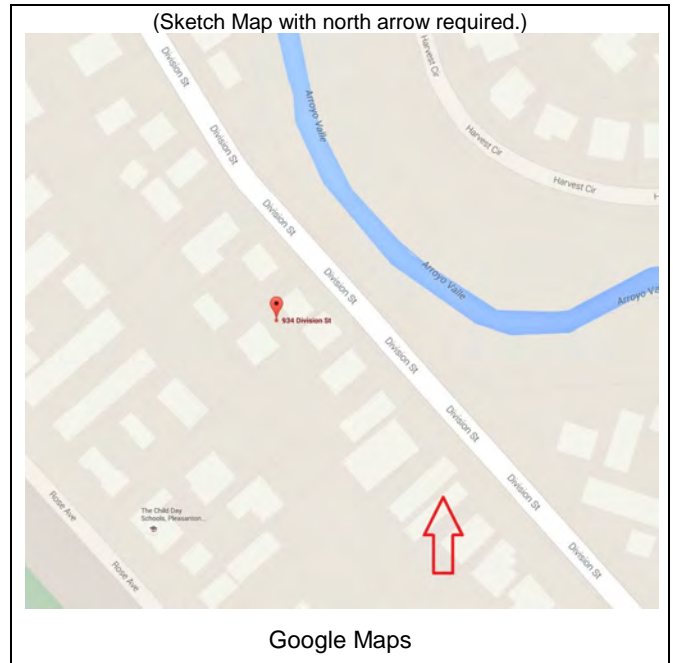 (Sketch Map with north arrow required.)
Division St
Arroyo Valle
Harvest Cir
Division St
Harvest Cir
H
Division St
Arroyo Valle
Division St
Arroyo Va
934 Division St
Division St
Division St
Rose Ave
The Child Day
Schools, Pleasanton...
Division St
Division St
Rose Ave
Google Maps